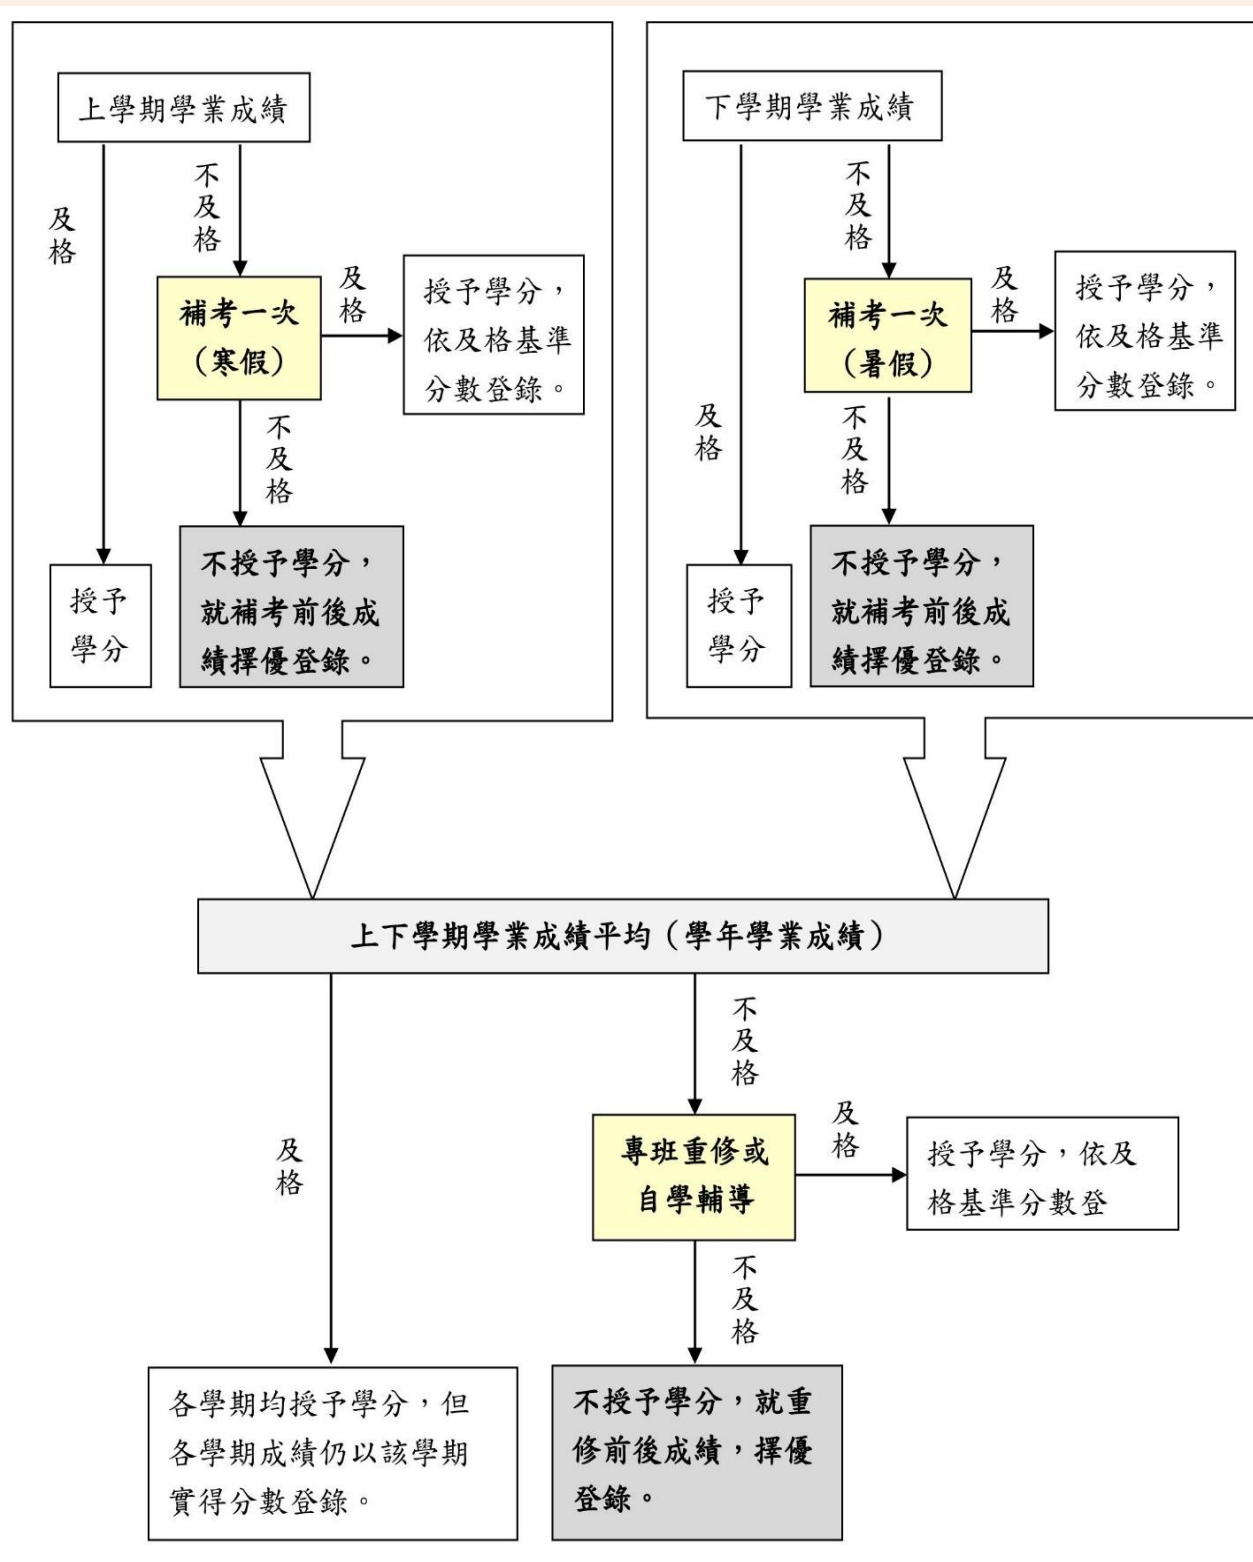 上學期學業成績
及格
不及格
補考一次
(寒假)
及格
授予學分，
依及格基準
分數登錄。
不及格
授予
學分
不授予學分，
就補考前後成
績擇優登錄。
下學期學業成績
及格
不及格
補考一次
(暑假)
及格
授予學分，
依及格基準
分數登錄。
不及格
授予
學分
不授予學分，
就補考前後成
績擇優登錄。
上下學期學業成績平均（學年學業成績）
及格
不及格
專班重修或
自學輔導
及格
授予學分，依及
格基準分數登
不及格
各學期均授予學分，但
各學期成績仍以該學期
實得分數登錄。
不授予學分，就重
修前後成績，擇優
登錄。